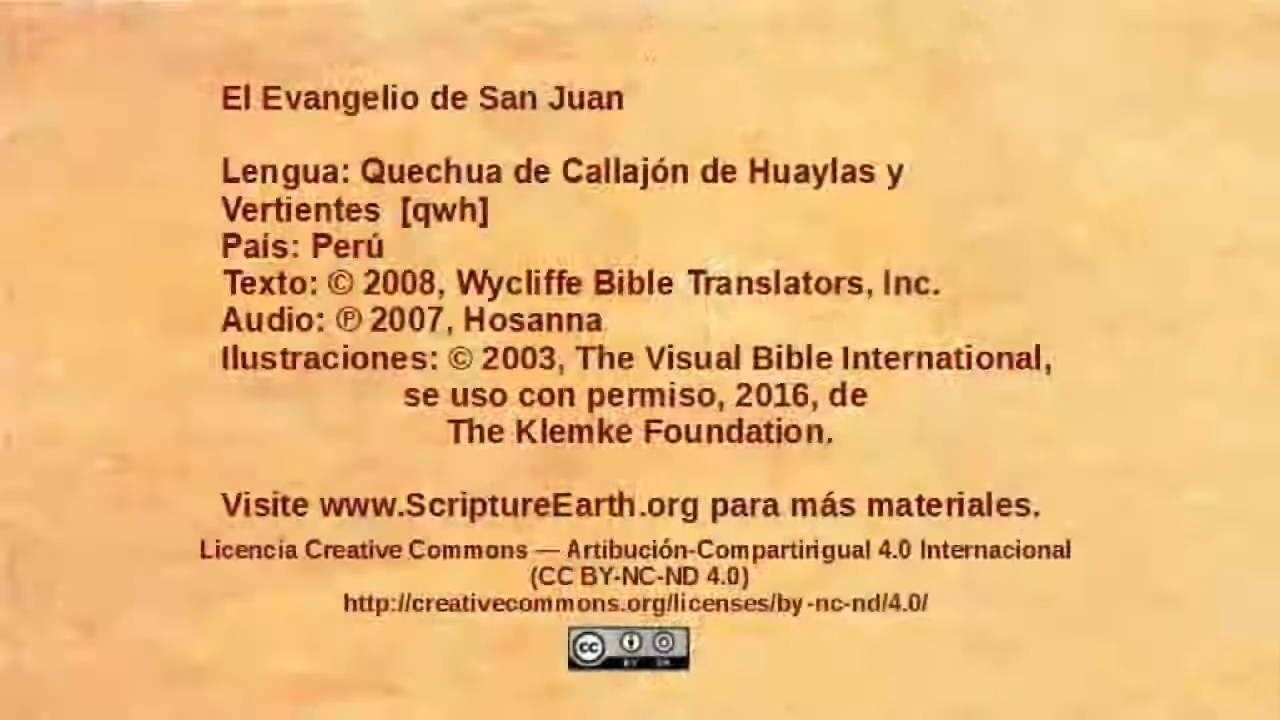 El Evangelio de San Juan
Lengua: Quechua de Callajón de Huaylas y
Vertientes [qwh]
País: Perú
Texto: © 2008, Wycliffe Bible Translators, Inc.
Audio: ℗ 2007, Hosanna
Ilustraciones: © 2003, The Visual Bible International,
se uso con permiso, 2016, de
The Klemke Foundation.
Visite www.ScriptureEarth.org para más materiales.
Licencia Creative Commons — Artibución-Compartirigual 4.0 Internacional
(CC BY-NC-ND 4.0)
http://creativecommons.org/licenses/by-nc-nd/4.0/
cc
BY SA